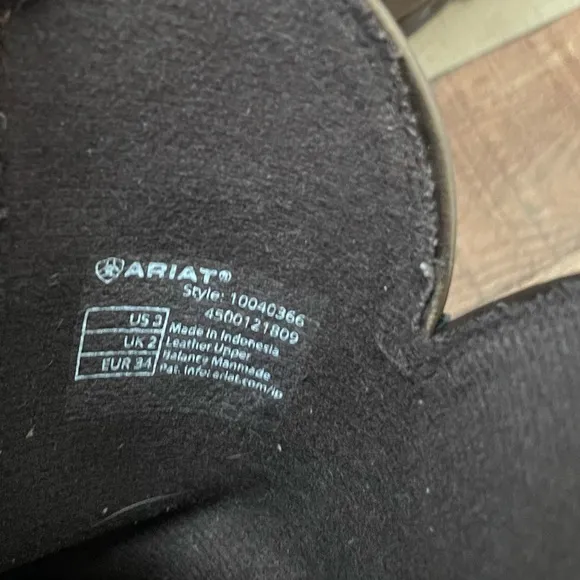 ARIAT®
Style: 10040366
4500121809
US 3
UK 2
EUR 34
Made in Indonesia
Leather Upper
Balance Manmade
Pat. Info: ariat.com/ip